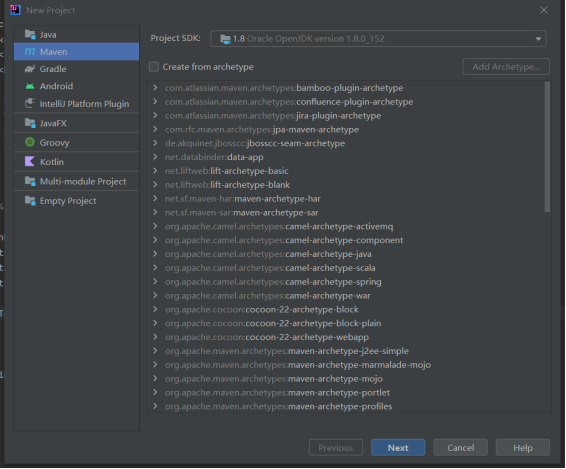 New Project
Java
Maven
Gradle
Android
IntelliJ Platform Plugin
JavaFX
Groovy
Kotlin
Multi-module Project
Empty Project
Project SDK: 1.8 Oracle OpenJDK version 1.8.0_152
Create from archetype
Add Archetype...
com.atlassian.maven.archetypes:bamboo-plugin-archetype
com.atlassian.maven.archetypes:confluence-plugin-archetype
com.atlassian.maven.archetypes:jira-plugin-archetype
com.rfc.maven.archetypes:jpa-maven-archetype
de.akquinet.jbosscc:jbosscc-seam-archetype
net.databinder:data-app
net.liftweb:lift-archetype-basic
net.liftweb:lift-archetype-blank
net.sf.maven-har:maven-archetype-har
net.sf.maven-sar:maven-archetype-sar
org.apache.camel.archetypes:camel-archetype-activemq
org.apache.camel.archetypes:camel-archetype-component
org.apache.camel.archetypes:camel-archetype-java
org.apache.camel.archetypes:camel-archetype-scala
org.apache.camel.archetypes:camel-archetype-spring
org.apache.camel.archetypes:camel-archetype-war
org.apache.cocoon:cocoon-22-archetype-block
org.apache.cocoon:cocoon-22-archetype-block-plain
org.apache.cocoon:cocoon-22-archetype-webapp
org.apache.maven.archetypes:maven-archetype-j2ee-simple
org.apache.maven.archetypes:maven-archetype-marmalade-mojo
org.apache.maven.archetypes:maven-archetype-mojo
org.apache.maven.archetypes:maven-archetype-portlet
org.apache.maven.archetypes:maven-archetype-profiles
Previous
Next
Cancel
Help